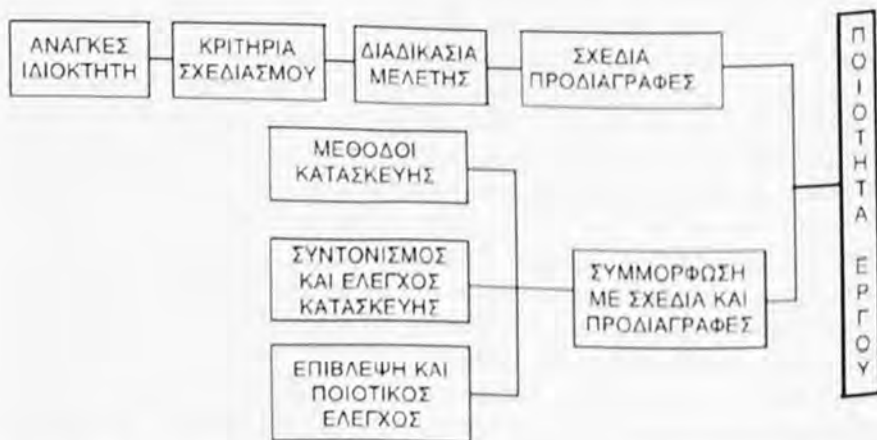 ΑΝΑΓΚΕΣ
ΙΔΙΟΚΤΗΤΗ
ΚΡΙΤΗΡΙΑ
ΣΧΕΔΙΑΣΜΟΥ
ΔΙΑΔΙΚΑΣΙΑ
ΜΕΛΕΤΗΣ
ΣΧΕΔΙΑ
ΠΡΟΔΙΑΓΡΑΦΕΣ
ΜΕΘΟΔΟΙ
ΚΑΤΑΣΚΕΥΗΣ
ΣΥΝΤΟΝΙΣΜΟΣ
ΚΑΙ ΕΛΕΓΧΟΣ
ΚΑΤΑΣΚΕΥΗΣ
ΕΠΙΒΛΕΨΗ ΚΑΙ
ΠΟΙΟΤΙΚΟΣ
ΕΛΕΓΧΟΣ
ΣΥΜΜΟΡΦΩΣΗ
ΜΕ ΣΧΕΔΙΑ ΚΑΙ
ΠΡΟΔΙΑΓΡΑΦΕΣ
ΠΟΙΟΤΗΤΑ ΕΡΓΟΥ